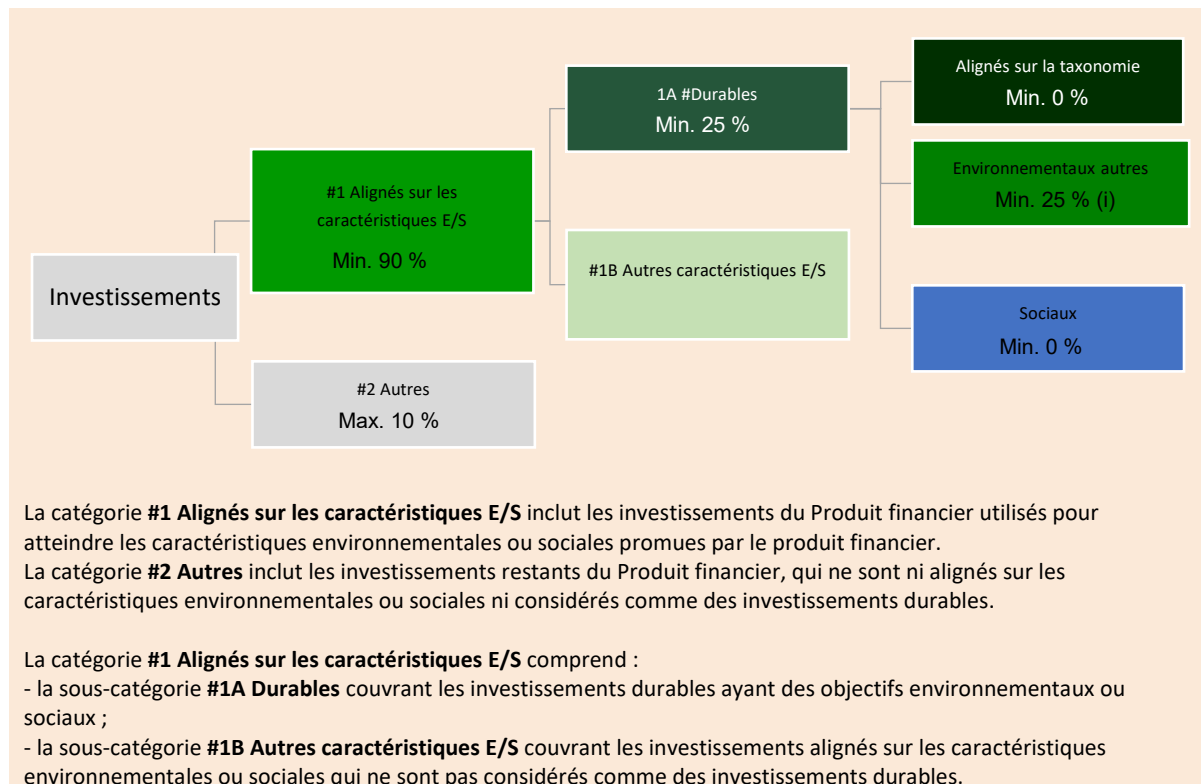 Investissements
#1 Alignés sur les
caractéristiques E/S
Min. 90 %
#2 Autres
Max. 10 %
1A #Durables
Min. 25 %
#1B Autres caractéristiques E/S
Alignés sur la taxonomie
Min. 0 %
Environnementaux autres
Min. 25 % (i)
Sociaux
Min. 0 %
La catégorie #1 Alignés sur les caractéristiques E/S inclut les investissements du Produit financier utilisés pour
atteindre les caractéristiques environnementales ou sociales promues par le produit financier.
La catégorie #2 Autres inclut les investissements restants du Produit financier, qui ne sont ni alignés sur les
caractéristiques environnementales ou sociales ni considérés comme des investissements durables.
La catégorie #1 Alignés sur les caractéristiques E/S comprend :
- la sous-catégorie #1A Durables couvrant les investissements durables ayant des objectifs environnementaux ou
sociaux ;
- la sous-catégorie #1B Autres caractéristiques E/S couvrant les investissements alignés sur les caractéristiques
environnementales ou sociales qui ne sont pas considérés comme des investissements durables.